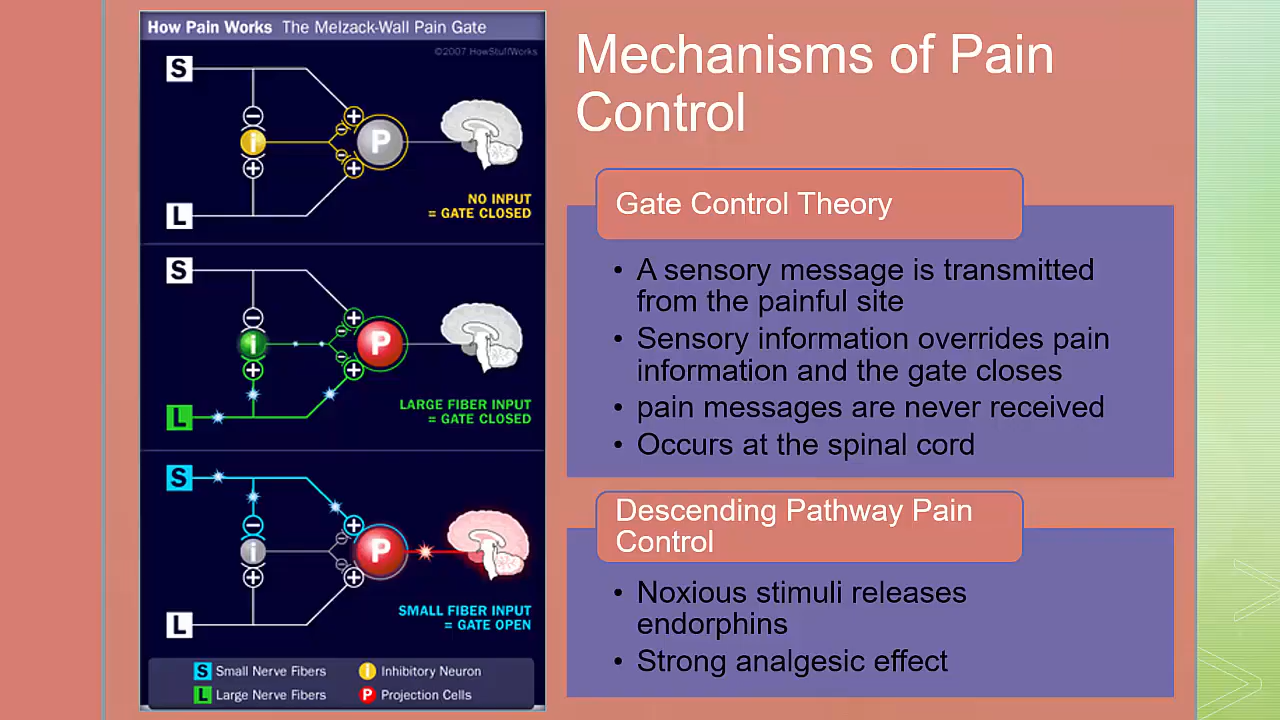 How Pain Works The Melzack-Wall Pain Gate
©2007 HowStuffWorks
S
i
P
L
NO INPUT
= GATE CLOSED
S
i
P
L
LARGE FIBER INPUT
= GATE CLOSED
S
i
P
L
SMALL FIBER INPUT
= GATE OPEN
S Small Nerve Fibers
i Inhibitory Neuron
L Large Nerve Fibers
P Projection Cells
Mechanisms of Pain
Control
Gate Control Theory
• A sensory message is transmitted
from the painful site
• Sensory information overrides pain
information and the gate closes
• pain messages are never received
• Occurs at the spinal cord
Descending Pathway Pain
Control
• Noxious stimuli releases
endorphins
• Strong analgesic effect